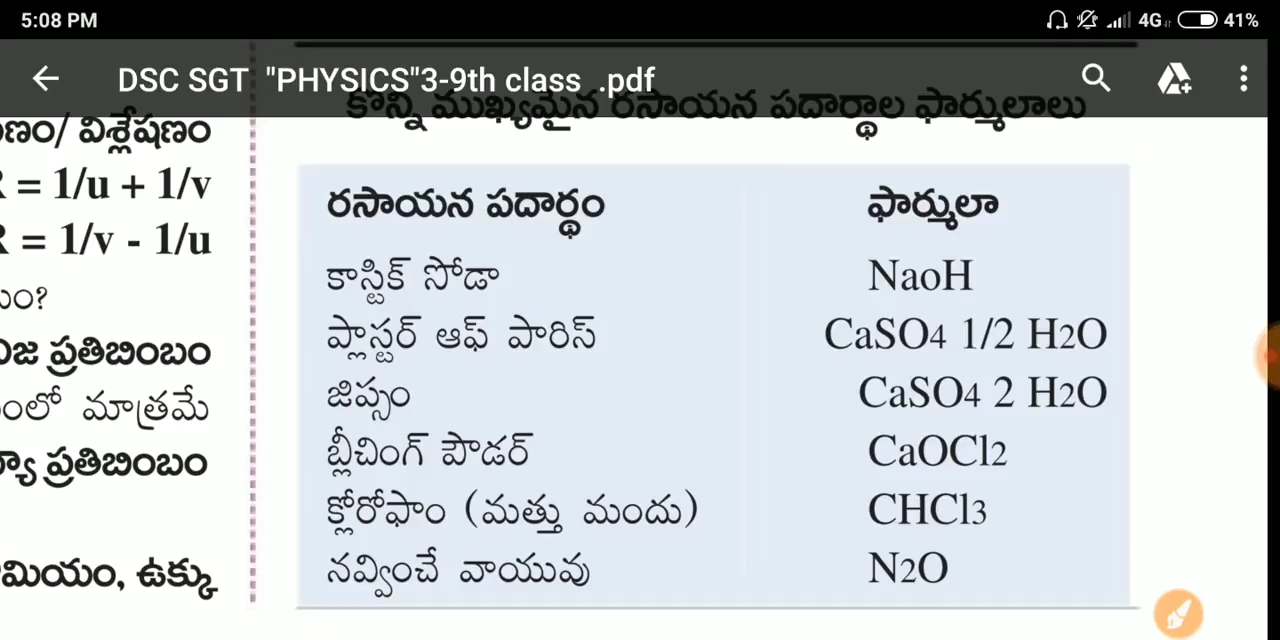 5:08 PM 4G 41%
DSC SGT "PHYSICS"3-9th class .pdf
కొన్ని ముఖ్యమైన రసాయన పదార్థాల ఫార్ములాలు
ణం/ విశ్లేషణం
= 1/u + 1/v
= 1/v - 1/u
ప్రతిబింబం
లో మాత్రమే
ప్రతిబింబం
మియం, ఉక్కు
రసాయన పదార్థం ఫార్ములా
కాస్టిక్ సోడా NaoH
ప్లాస్టర్ ఆఫ్ పారిస్ CaSO4 1/2 H2O
జిప్సం CaSO4 2 H2O
బ్లీచింగ్ పౌడర్ CaOCl2
క్లోరోఫాం (మత్తు మందు) CHCl3
నవ్వించే వాయువు N2O